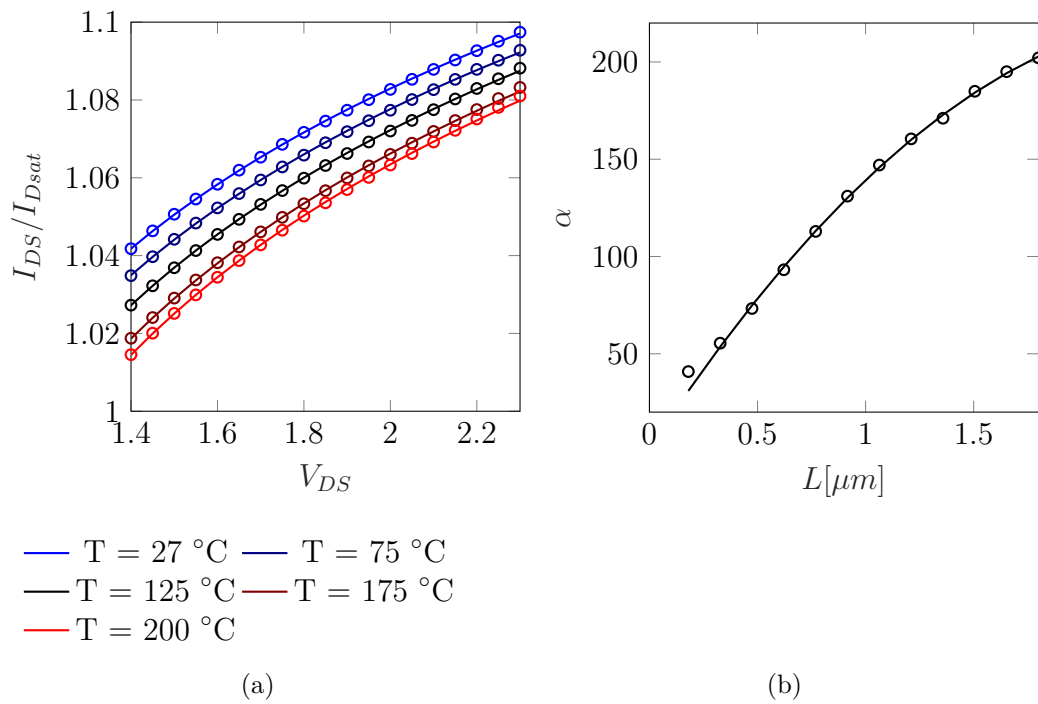 1.1
1.08
1.06
1.04
1.02
1
1.4 1.6 1.8 2 2.2
I_{DS}/I_{Dsat}
V_{DS}
200
150
100
50
0 0.5 1 1.5
α
L[μm]
T = 27 °C T = 75 °C
T = 125 °C T = 175 °C
T = 200 °C
(a) (b)